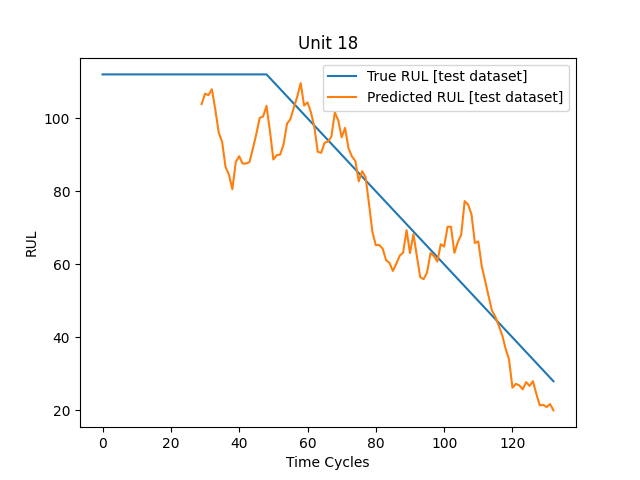 Unit 18
True RUL [test dataset]
Predicted RUL [test dataset]
100
80
60
40
20
RUL
0 20 40 60 80 100 120
Time Cycles